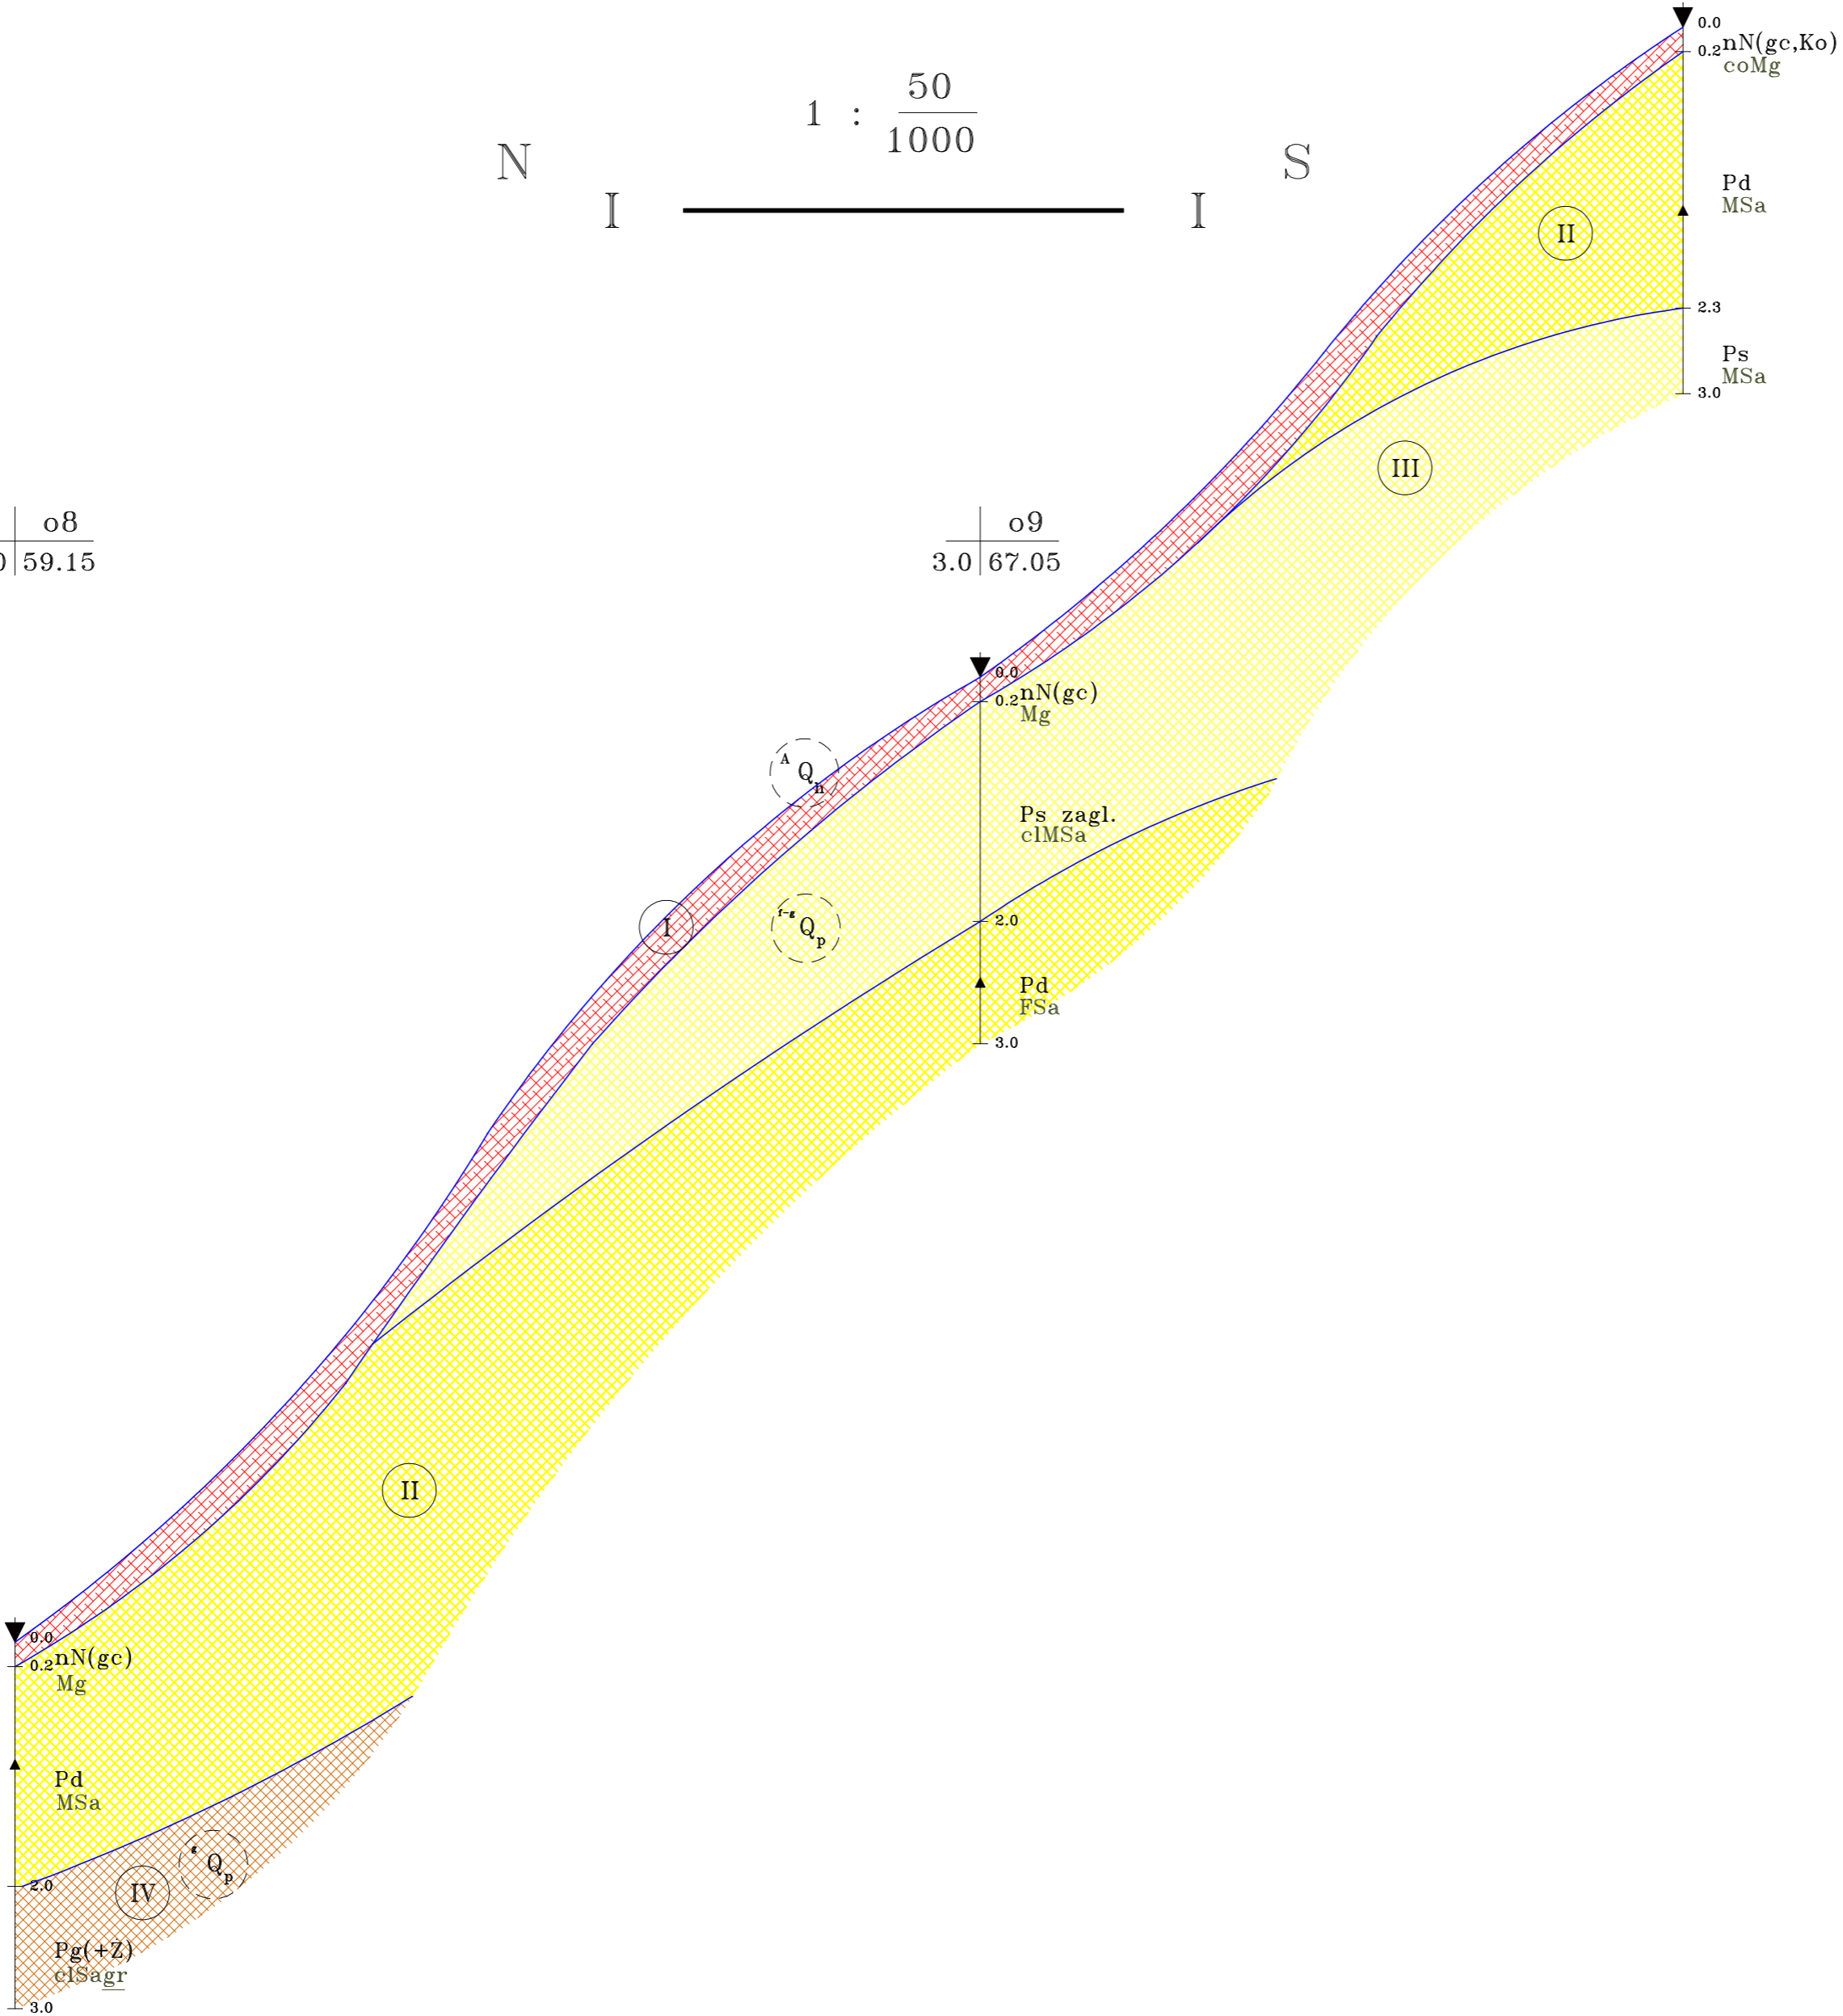 0.0
0.2 nN(gc,Ko)
coMg
50
1 :
1000
N S
I I
Pd
MSa
II
2.3
Ps
MSa
3.0
III
o8
59.15
o9
3.0 67.05
0.0
0.2 nN(gc)
Mg
A Q h
Ps zagl.
clMSa
I
f-g Q p
2.0
Pd
FSa
3.0
II
0.0
0.2 nN(gc)
Mg
Pd
MSa
g Q p
2.0
IV
Pg(+Z)
clSagr
3.0